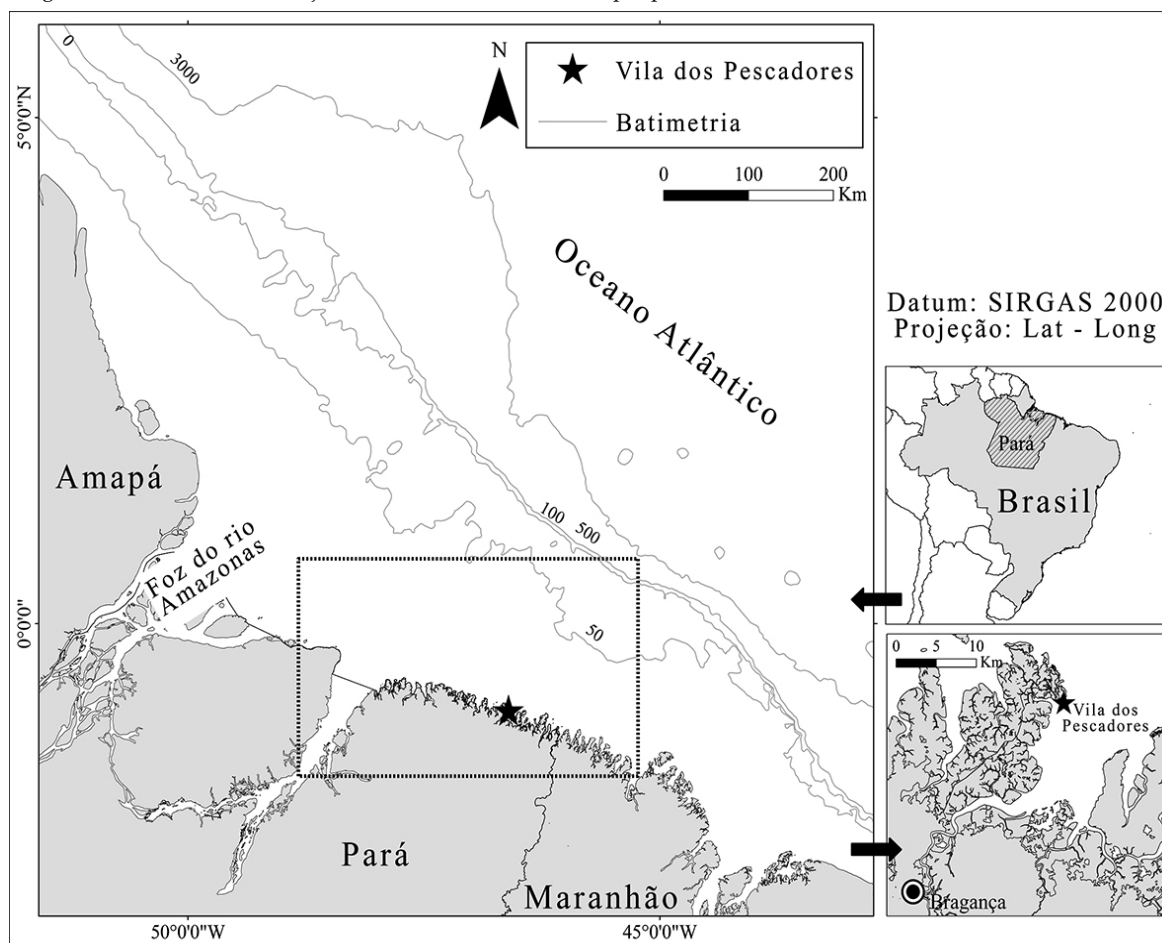 0
3000
N
Vila dos Pescadores
Batimetria
0 100 200
Km
5°0'0"N
Oceano Atlântico
Datum: SIRGAS 2000
Projeção: Lat - Long
Amapá
Pará
Brasil
Foz do rio
Amazonas
100 500
50
0°0'0"
0 5 10
Km
Vila dos
Pescadores
Pará
Maranhão
Bragança
50°0'0"W
45°0'0"W